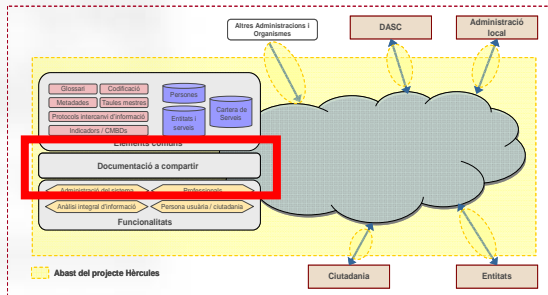 Altres Administracions i
Organismes
DASC
Administració
local
Glossari
Codificació
Metadades
Taules mestres
Protocols intercanvi d'informació
Indicadors / CMBDs
Persones
Entitats i
serveis
Cartera de
Serveis
Elements comuns
Documentació a compartir
Administració del sistema
Professionals
Anàlisi integral d'informació
Persona usuària / ciutadania
Funcionalitats
Abast del projecte Hèrcules
Ciutadania
Entitats